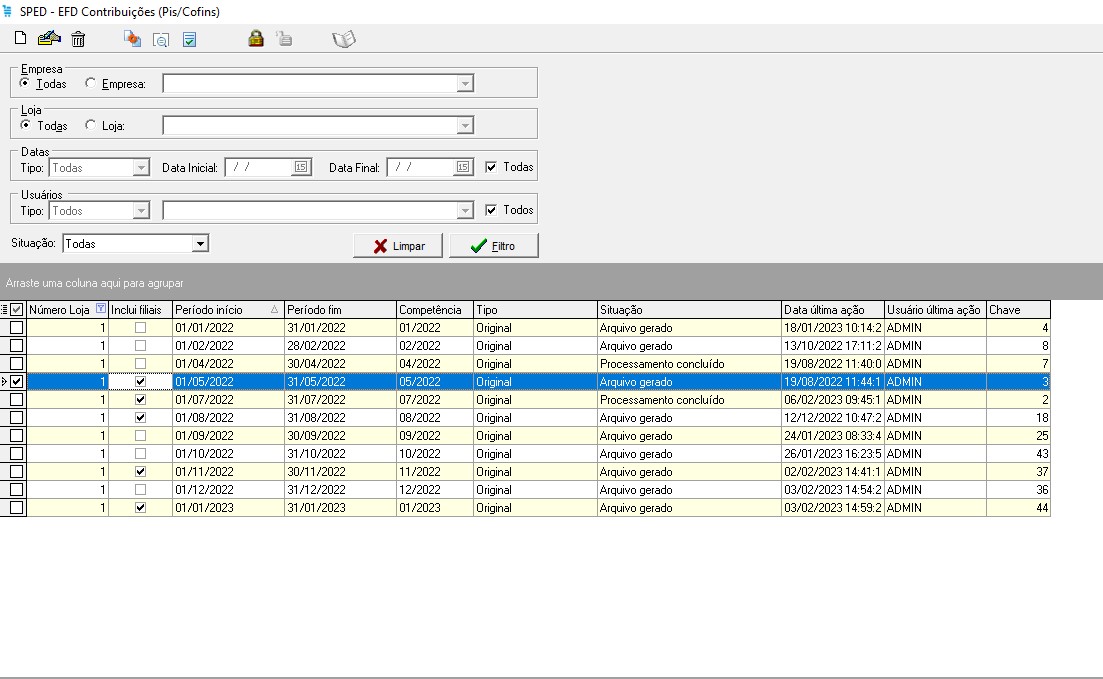 SPED - EFD Contribuições (Pis/Cofins)
Empresa
Todas Empresa:
Loja
Todas Loja:
Datas
Tipo: Todas Data Inicial: / / 15 Data Final: / / 15 Todas
Usuários
Tipo: Todos Todos
Situação: Todas Limpar Filtro
Arraste uma coluna aqui para agrupar
Número Loja Inclui filiais Período início Período fim Competência Tipo Situação Data última ação Usuário última ação Chave
1 01/01/2022 31/01/2022 01/2022 Original Arquivo gerado 18/01/2023 10:14:2 ADMIN 4
1 01/02/2022 28/02/2022 02/2022 Original Arquivo gerado 13/10/2022 17:11:2 ADMIN 8
1 01/04/2022 30/04/2022 04/2022 Original Processamento concluído 19/08/2022 11:40:0 ADMIN 7
1 01/05/2022 31/05/2022 05/2022 Original Arquivo gerado 19/08/2022 11:44:1 ADMIN 3
1 01/07/2022 31/07/2022 07/2022 Original Processamento concluído 06/02/2023 09:45:1 ADMIN 2
1 01/08/2022 31/08/2022 08/2022 Original Arquivo gerado 12/12/2022 10:47:2 ADMIN 18
1 01/09/2022 30/09/2022 09/2022 Original Arquivo gerado 24/01/2023 08:33:4 ADMIN 25
1 01/10/2022 31/10/2022 10/2022 Original Arquivo gerado 26/01/2023 16:23:5 ADMIN 43
1 01/11/2022 30/11/2022 11/2022 Original Arquivo gerado 02/02/2023 14:41:1 ADMIN 37
1 01/12/2022 31/12/2022 12/2022 Original Arquivo gerado 03/02/2023 14:54:2 ADMIN 36
1 01/01/2023 31/01/2023 01/2023 Original Arquivo gerado 03/02/2023 14:59:2 ADMIN 44